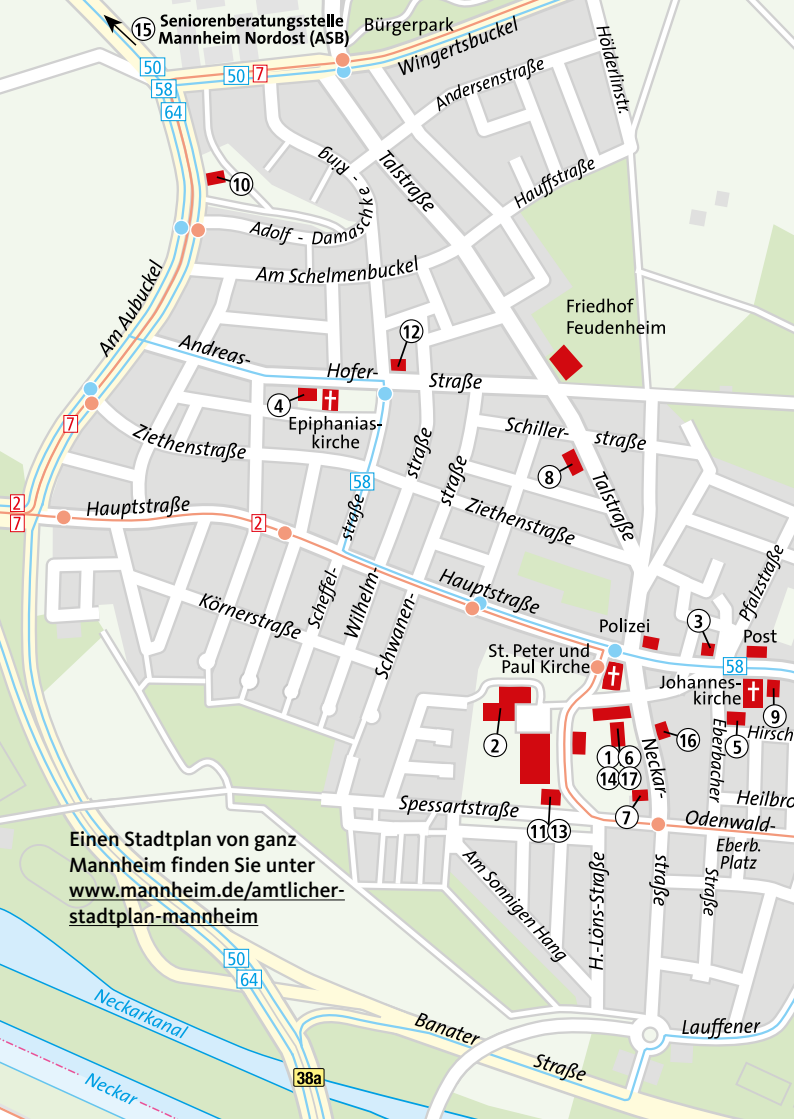 15 Seniorenberatungsstelle
Mannheim Nordost (ASB)
Bürgerpark
Wingertsbuckel
Hölderlinstr.
50
50 7
58
64
Andersenstraße
Talstraße
Hauffstraße
10
Adolf - Damaschke - Ring
Am Schelmenbuckel
Am Aubuckel
Friedhof
Feudenheim
12
Andreas-
Hofer-
Straße
4
Epiphanias-
kirche
7
Ziethenstraße
Schiller-
straße
8
Talstraße
straße
straße
58
straße
2
7
Hauptstraße
2
Ziethenstraße
Hauptstraße
Pfalzstraße
Körnerstraße
Scheffel-
Wilhelm-
Schwanen-
Polizei
3
Post
St. Peter und
Paul Kirche
58
Johannes-
kirche
9
2
16
5
Hirsch
1 6
14 17
Neckar-
Eberbacher
7
Heilbro
Spessartstraße
11 13
Odenwald-
Eberb.
Platz
Einen Stadtplan von ganz
Mannheim finden Sie unter
www.mannheim.de/amtlicher-
stadtplan-mannheim
Am Sonnigen Hang
H.-Löns-Straße
straße
Straße
50
64
Neckarkanal
Banater
Straße
Lauffener
38a
Neckar